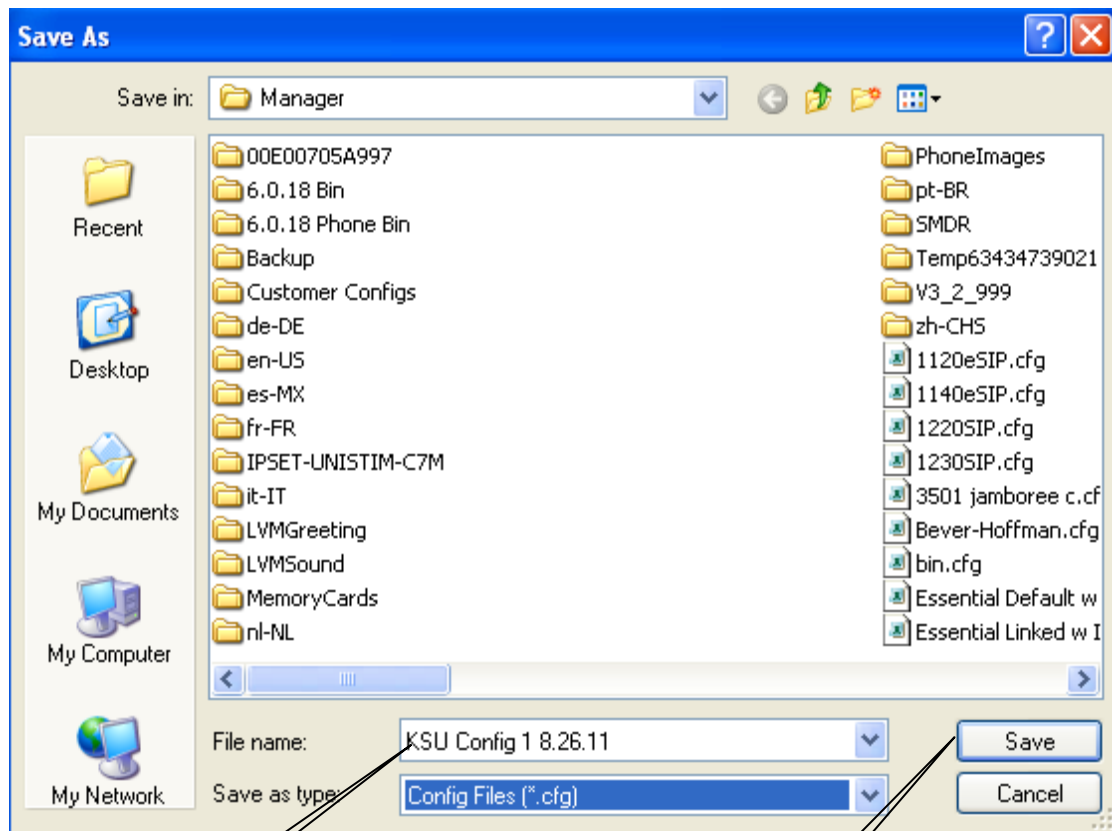 Save As
Save in: Manager
Recent
Desktop
My Documents
My Computer
My Network
00E00705A997
6.0.18 Bin
6.0.18 Phone Bin
Backup
Customer Configs
de-DE
en-US
es-MX
fr-FR
IPSET-UNISTIM-C7M
it-IT
LVMGreeting
LVMSound
MemoryCards
nl-NL
PhoneImages
pt-BR
SMDR
Temp63434739021
V3_2_999
zh-CHS
1120eSIP.cfg
1140eSIP.cfg
1220SIP.cfg
1230SIP.cfg
3501 jamboree c.cf
Bever-Hoffman.cfg
bin.cfg
Essential Default w
Essential Linked w I
File name: KSU Config 1 8.26.11
Save
Save as type: Config Files (*.cfg)
Cancel